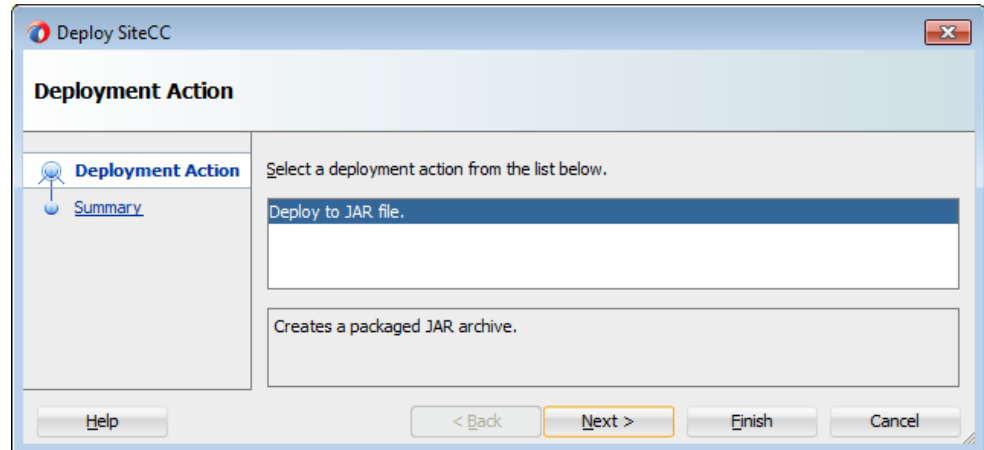 Deploy SiteCC
Deployment Action
Deployment Action
Summary
Select a deployment action from the list below.
Deploy to JAR file.
Creates a packaged JAR archive.
Help
< Back
Next >
Finish
Cancel